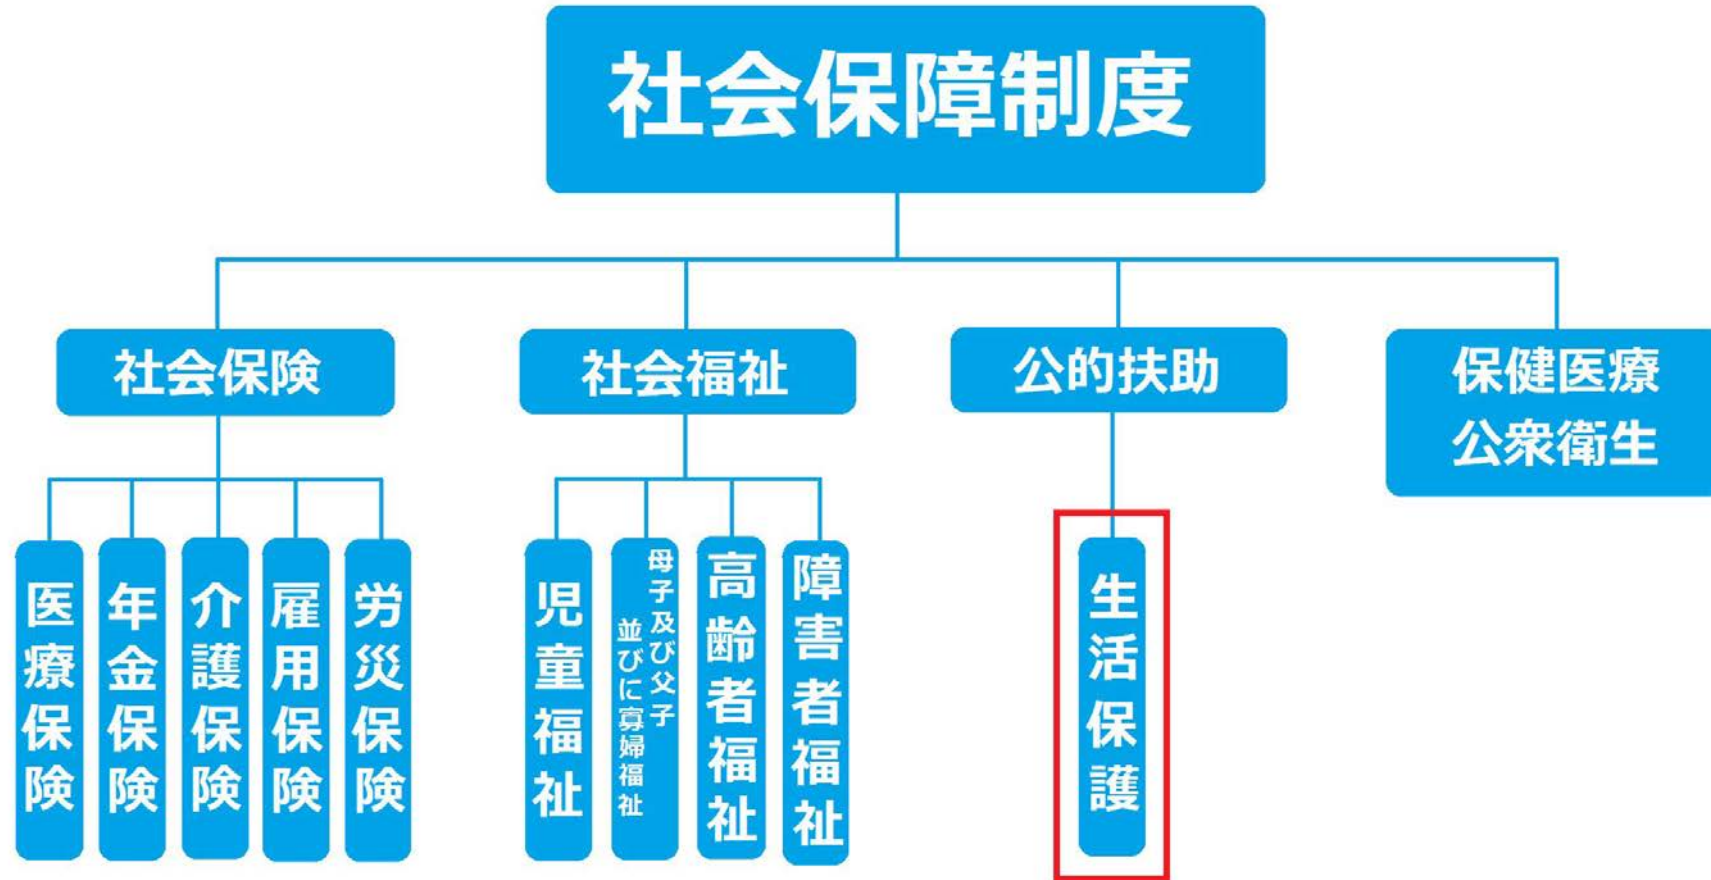 社会保障制度
社会保険
社会福祉
公的扶助
保健医療
公衆衛生
医療保険
年金保険
介護保険
雇用保険
労災保険
児童福祉
母子及び父子
並びに寡婦福祉
高齢者福祉
障害者福祉
生活保護